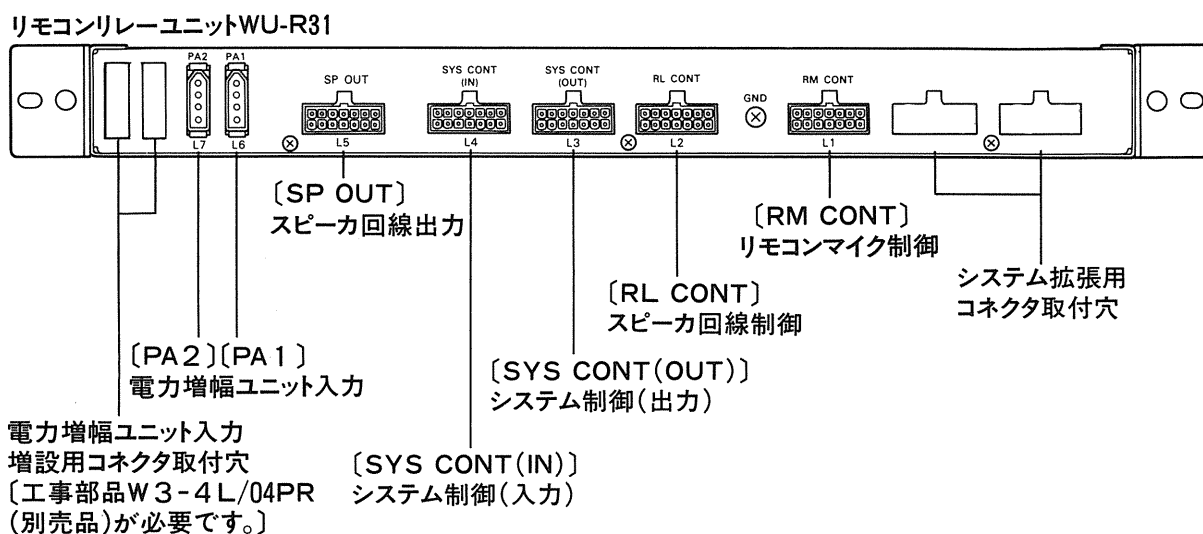 リモコンリレーユニットWU-R31
PA2 PA1
SP OUT
SYS CONT
(IN)
SYS CONT
(OUT)
RL CONT
GND
RM CONT
L7 L6 L5 L4 L3 L2 L1
〔SP OUT〕
スピーカ回線出力
〔RM CONT〕
リモコンマイク制御
システム拡張用
コネクタ取付穴
〔RL CONT〕
スピーカ回線制御
〔PA2〕〔PA1〕
電力増幅ユニット入力
〔SYS CONT(OUT)〕
システム制御(出力)
電力増幅ユニット入力
増設用コネクタ取付穴
〔工事部品W3-4L/04PR
(別売品)が必要です。〕
〔SYS CONT(IN)〕
システム制御(入力)